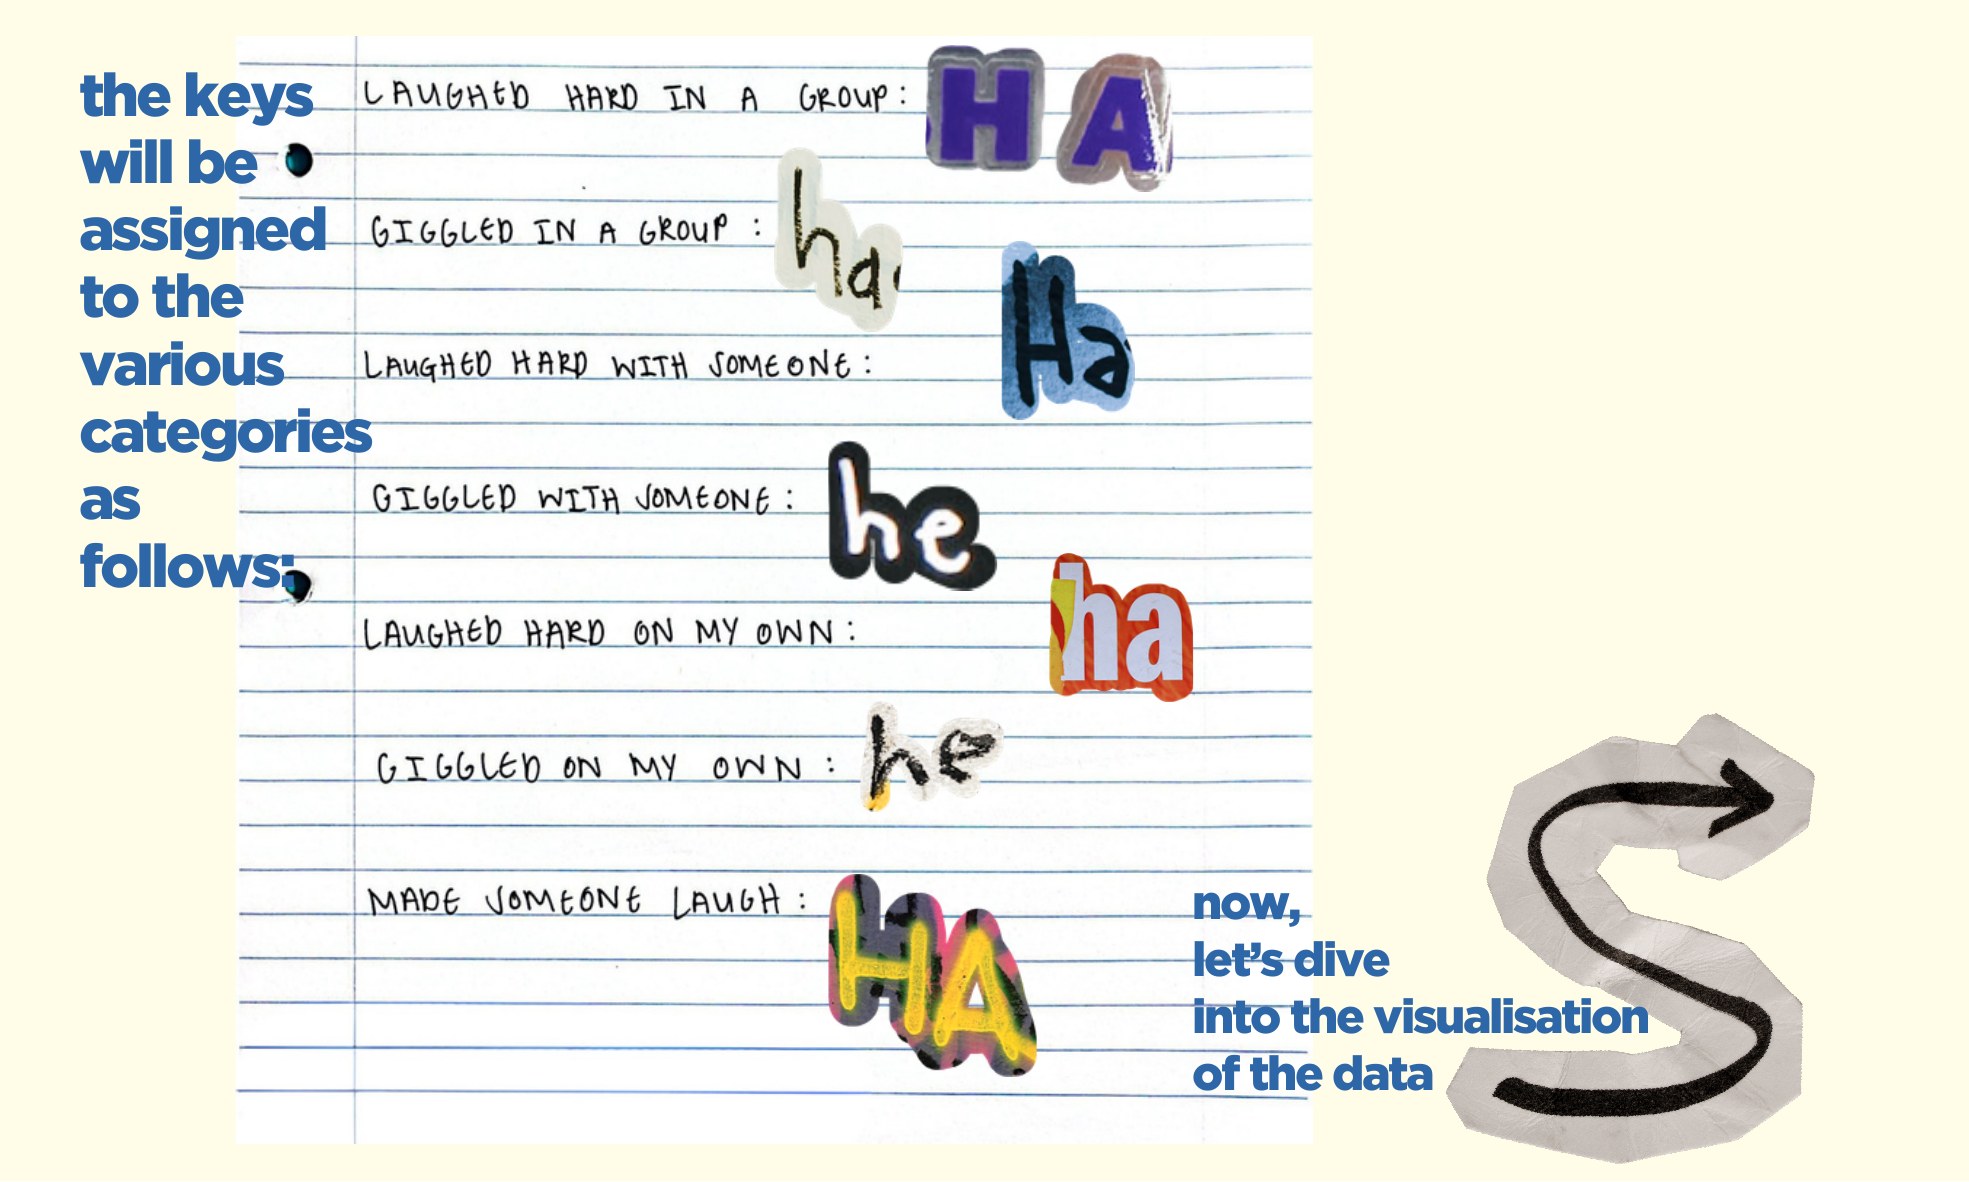 the keys
will be
assigned
to the
various
categories
as
follows:
LAUGHED HARD IN A GROUP: HA
GIGGLED IN A GROUP: ha
LAUGHED HARD WITH SOMEONE: Ha
GIGGLED WITH SOMEONE: he
LAUGHED HARD ON MY OWN: ha
GIGGLED ON MY OWN: he
MADE SOMEONE LAUGH: HA
now,
let's dive
into the visualisation
of the data